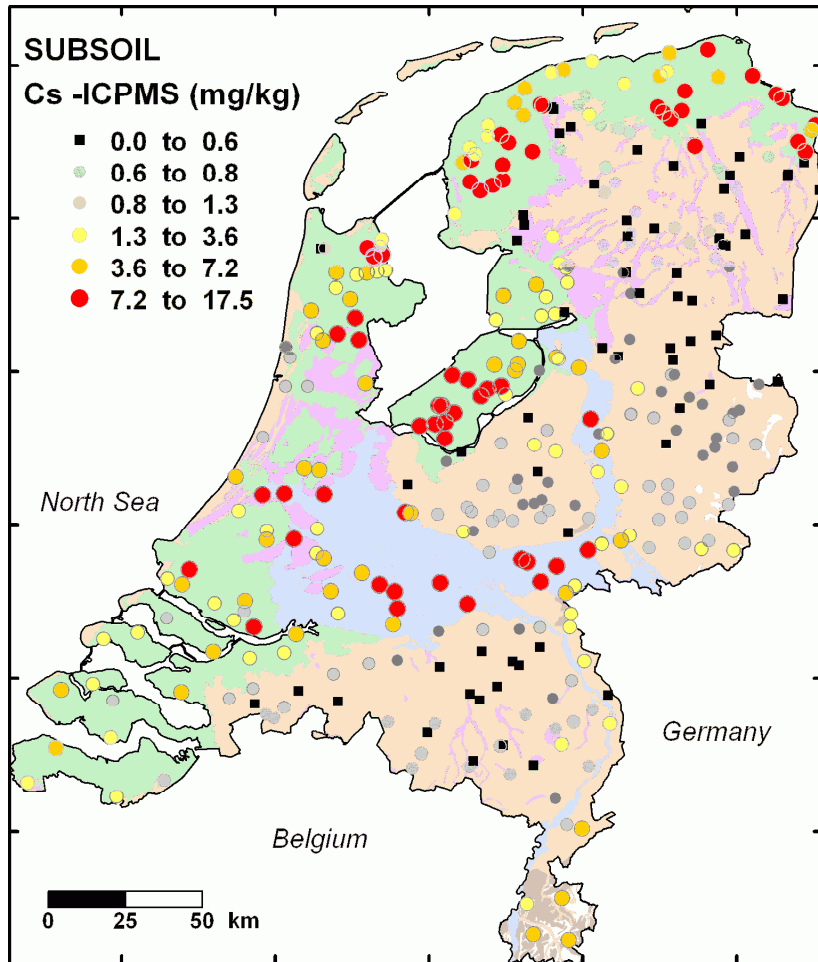 SUBSOIL
Cs -ICPMS (mg/kg)
0.0 to 0.6
0.6 to 0.8
0.8 to 1.3
1.3 to 3.6
3.6 to 7.2
7.2 to 17.5
North Sea
Germany
Belgium
0 25 50 km